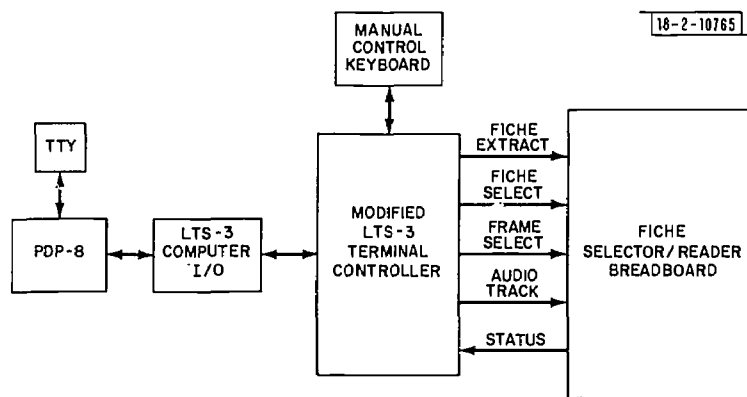 18-2-10765
MANUAL
CONTROL
KEYBOARD
TTY
PDP-8
LTS-3
COMPUTER
I/O
MODIFIED
LTS-3
TERMINAL
CONTROLLER
FICHE
EXTRACT
FICHE
SELECT
FRAME
SELECT
AUDIO
TRACK
STATUS
FICHE
SELECTOR/READER
BREADBOARD